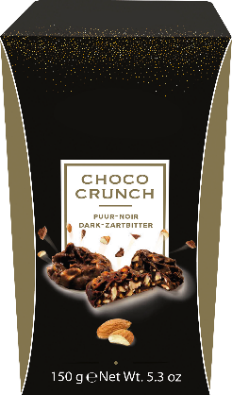 CHOCO
CRUNCH
PUUR-NOIR
DARK-ZARTBITTER
150 g ℮ Net Wt. 5.3 oz